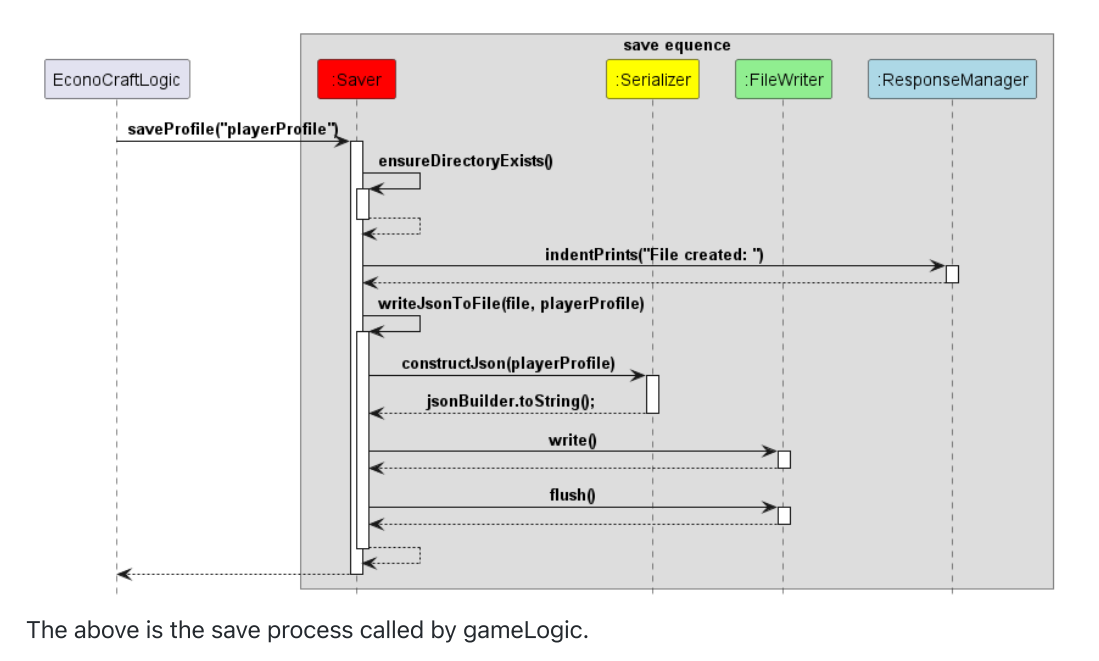 save equence
EconoCraftLogic
:Saver
:Serializer
:FileWriter
:ResponseManager
saveProfile("playerProfile")
ensureDirectoryExists()
indentPrints("File created: ")
writeJsonToFile(file, playerProfile)
constructJson(playerProfile)
jsonBuilder.toString();
write()
flush()
The above is the save process called by gameLogic.